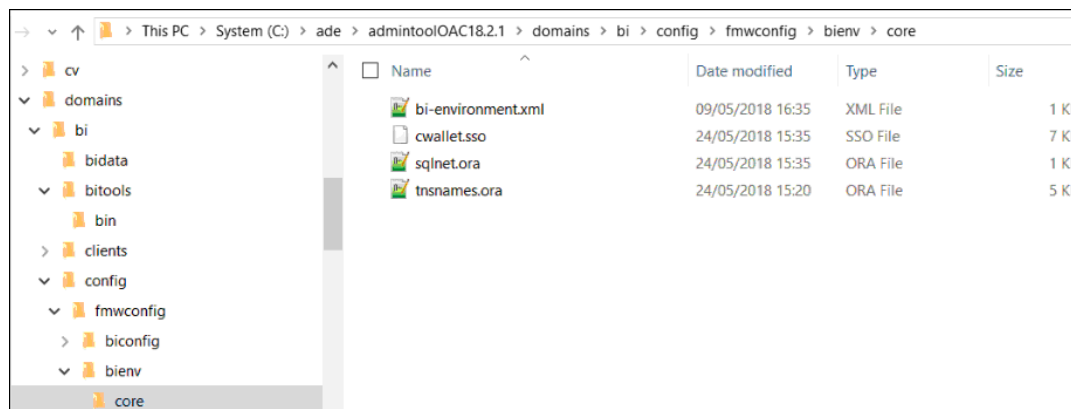 This PC > System (C:) > ade > admintoolOAC18.2.1 > domains > bi > config > fmwconfig > bienv > core
cv
domains
bi
bidata
bitools
bin
clients
config
fmwconfig
biconfig
bienv
core
Name Date modified Type Size
bi-environment.xml 09/05/2018 16:35 XML File 1 K
cwallet.sso 24/05/2018 15:35 SSO File 7 K
sqlnet.ora 24/05/2018 15:35 ORA File 1 K
tnsnames.ora 24/05/2018 15:20 ORA File 5 K